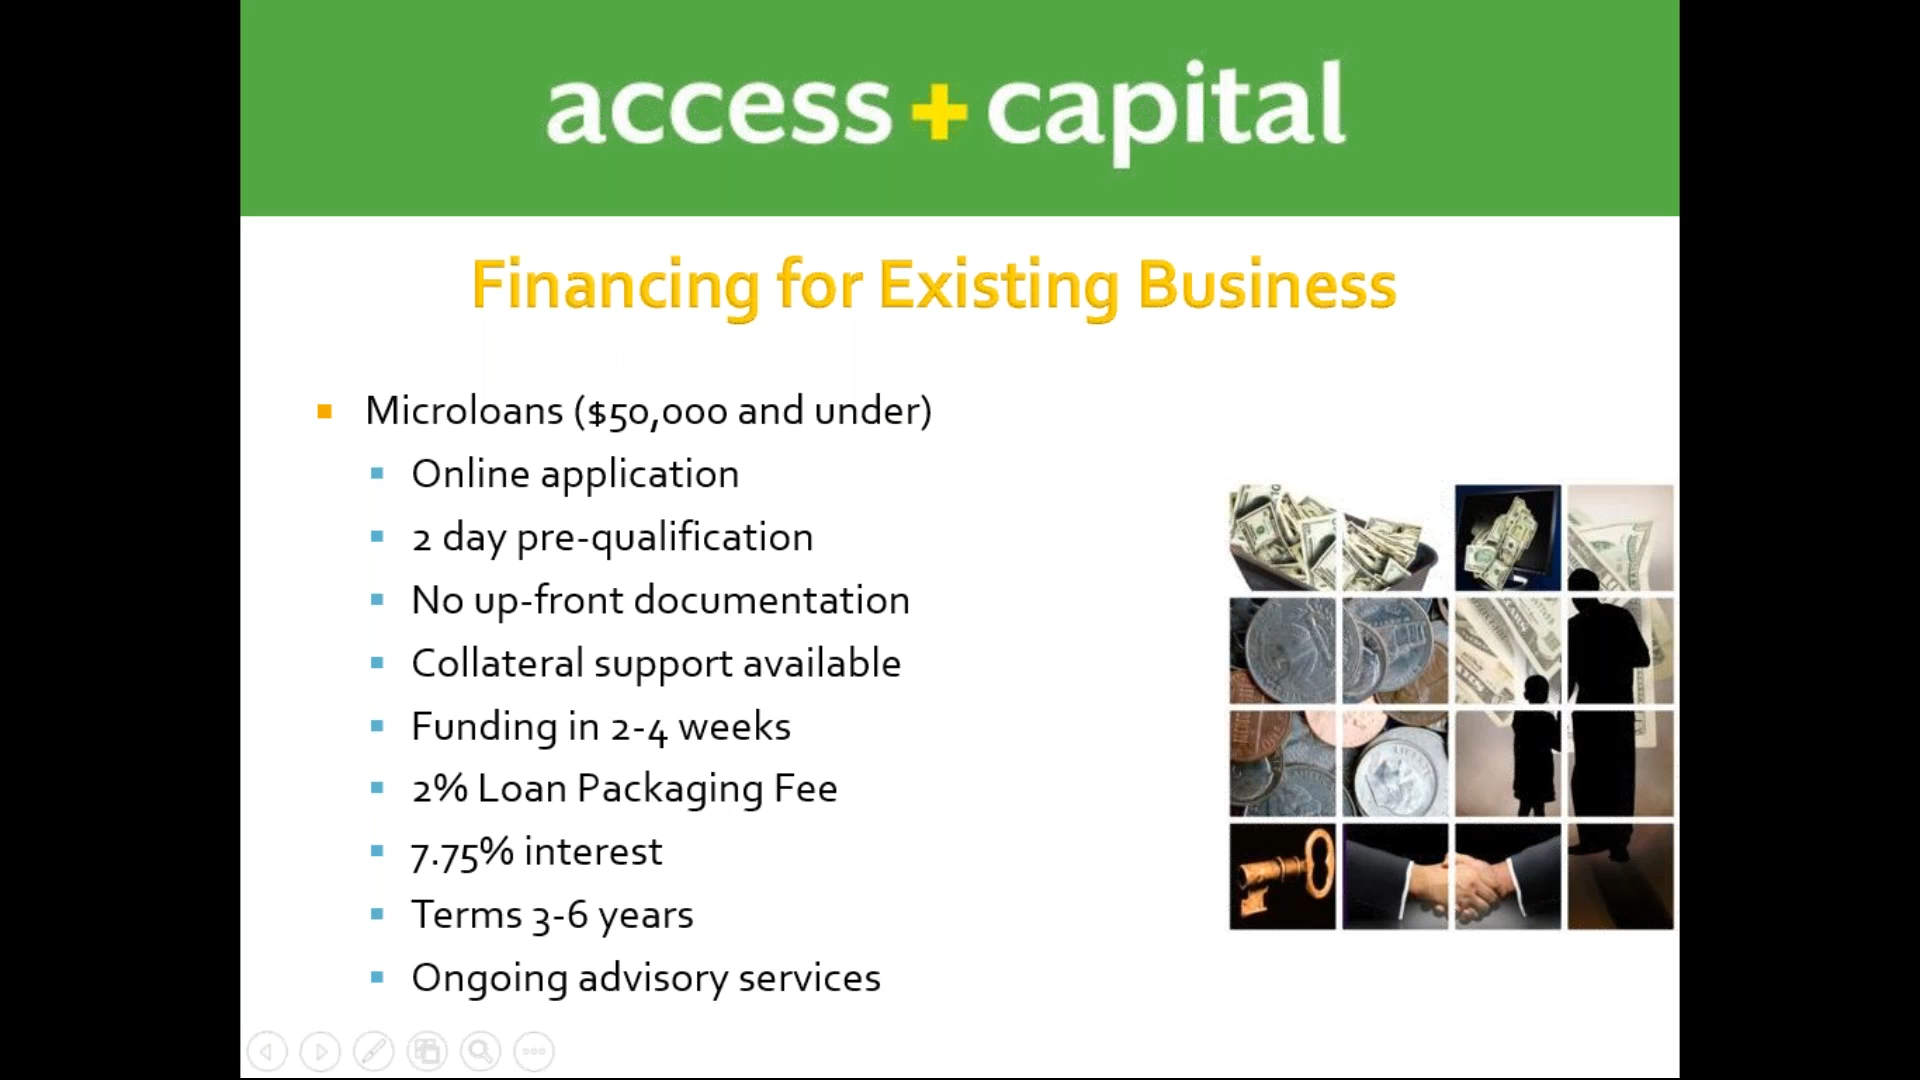 access + capital
Financing for Existing Business
Microloans ($50,000 and under)
Online application
2 day pre-qualification
No up-front documentation
Collateral support available
Funding in 2-4 weeks
2% Loan Packaging Fee
7.75% interest
Terms 3-6 years
Ongoing advisory services